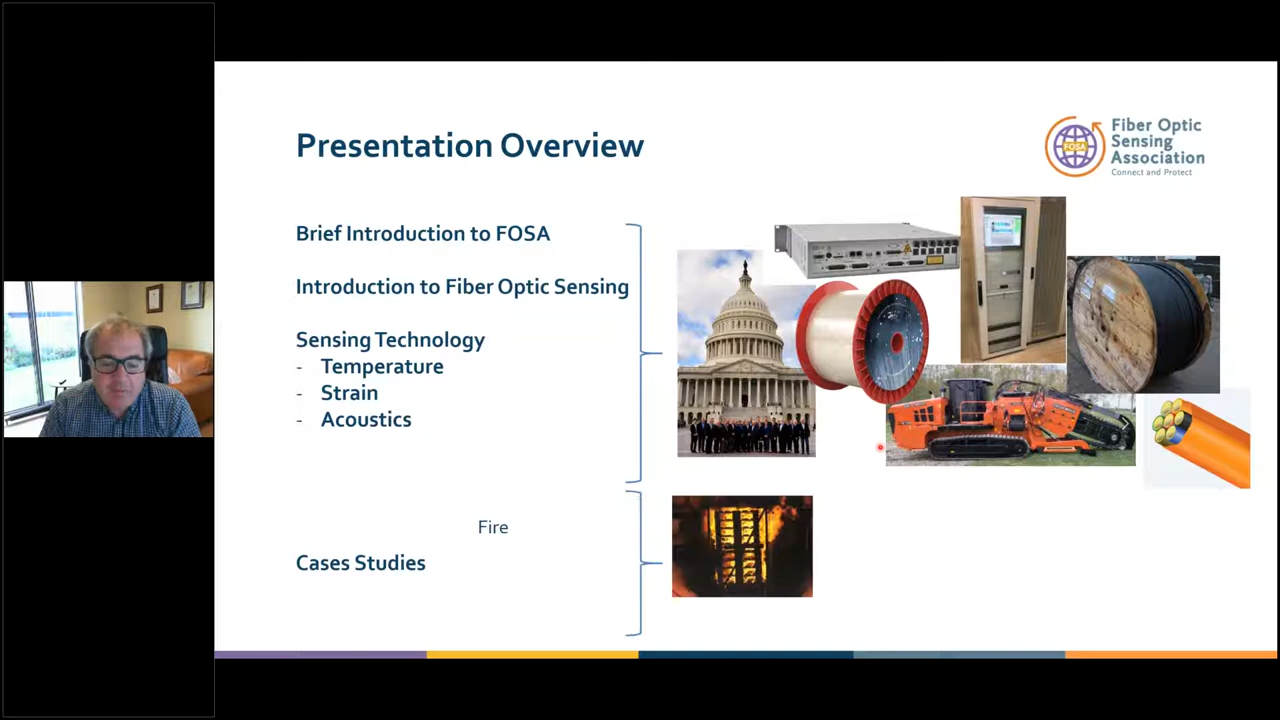 Presentation Overview
FOSA
Fiber Optic
Sensing
Association
Connect and Protect
Brief Introduction to FOSA
Introduction to Fiber Optic Sensing
Sensing Technology
- Temperature
- Strain
- Acoustics
Fire
Cases Studies